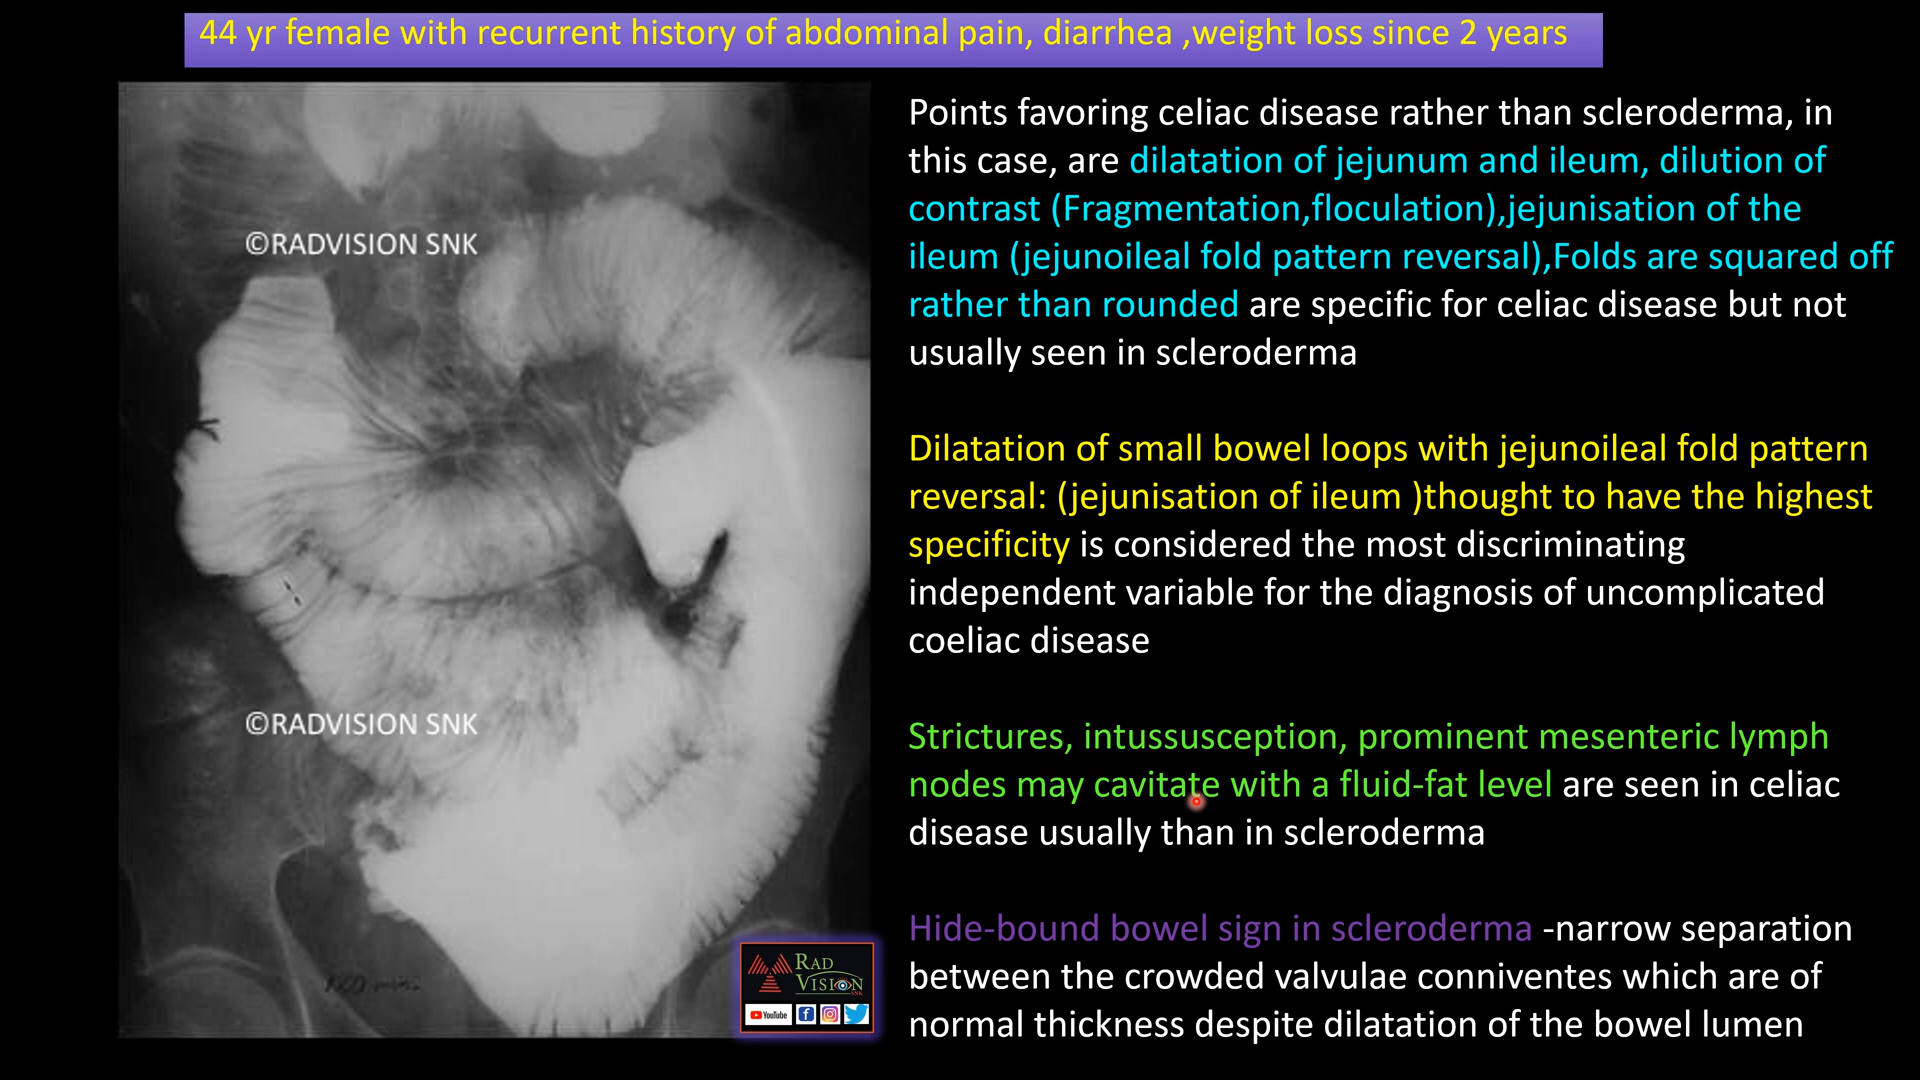 44 yr female with recurrent history of abdominal pain, diarrhea ,weight loss since 2 years
©RADVISION SNK
©RADVISION SNK
RAD
VISION
SNK
YouTube
Points favoring celiac disease rather than scleroderma, in
this case, are dilatation of jejunum and ileum, dilution of
contrast (Fragmentation,floculation),jejunisation of the
ileum (jejunoileal fold pattern reversal),Folds are squared off
rather than rounded are specific for celiac disease but not
usually seen in scleroderma
Dilatation of small bowel loops with jejunoileal fold pattern
reversal: (jejunisation of ileum )thought to have the highest
specificity is considered the most discriminating
independent variable for the diagnosis of uncomplicated
coeliac disease
Strictures, intussusception, prominent mesenteric lymph
nodes may cavitate with a fluid-fat level are seen in celiac
disease usually than in scleroderma
Hide-bound bowel sign in scleroderma -narrow separation
between the crowded valvulae conniventes which are of
normal thickness despite dilatation of the bowel lumen